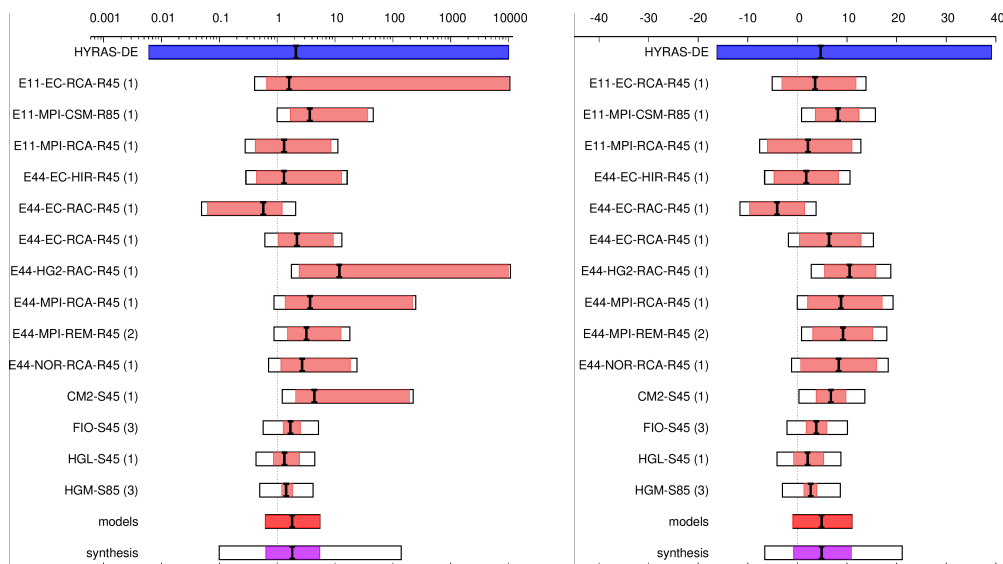 0.001 0.01 0.1 1 10 100 1000 10000
HYRAS-DE
E11-EC-RCA-R45 (1)
E11-MPI-CSM-R85 (1)
E11-MPI-RCA-R45 (1)
E44-EC-HIR-R45 (1)
E44-EC-RAC-R45 (1)
E44-EC-RCA-R45 (1)
E44-HG2-RAC-R45 (1)
E44-MPI-RCA-R45 (1)
E44-MPI-REM-R45 (2)
E44-NOR-RCA-R45 (1)
CM2-S45 (1)
FIO-S45 (3)
HGL-S45 (1)
HGM-S85 (3)
models
synthesis
-40 -30 -20 -10 0 10 20 30 40
HYRAS-DE
E11-EC-RCA-R45 (1)
E11-MPI-CSM-R85 (1)
E11-MPI-RCA-R45 (1)
E44-EC-HIR-R45 (1)
E44-EC-RAC-R45 (1)
E44-EC-RCA-R45 (1)
E44-HG2-RAC-R45 (1)
E44-MPI-RCA-R45 (1)
E44-MPI-REM-R45 (2)
E44-NOR-RCA-R45 (1)
CM2-S45 (1)
FIO-S45 (3)
HGL-S45 (1)
HGM-S85 (3)
models
synthesis